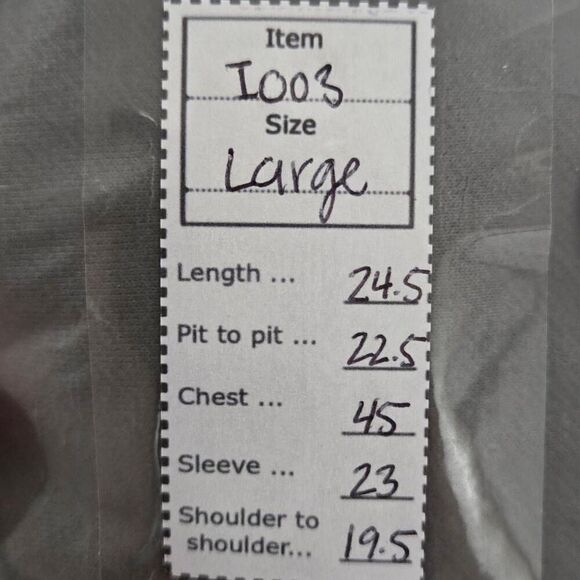 Item
I003
Size
Large
Length ... 24.5
Pit to pit ... 22.5
Chest ... 45
Sleeve ... 23
Shoulder to
shoulder... 19.5